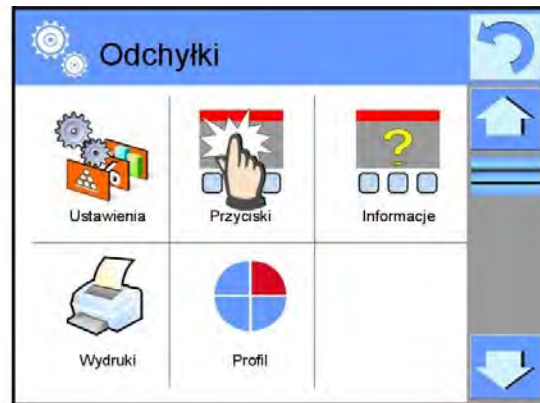 Odchyłki
Ustawienia
Przyciski
Informacje
?
Wydruki
Profil